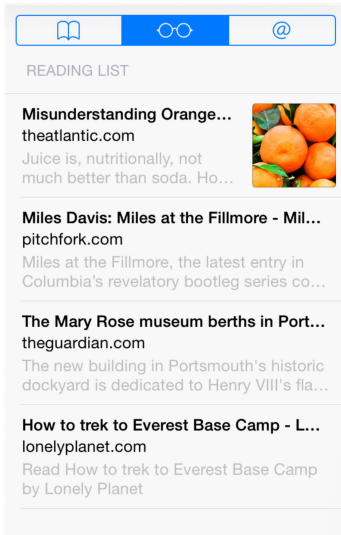 @
READING LIST
Misunderstanding Orange...
theatlantic.com
Juice is, nutritionally, not
much better than soda. Ho...
Miles Davis: Miles at the Fillmore - Mil...
pitchfork.com
Miles at the Fillmore, the latest entry in
Columbia's revelatory bootleg series co...
The Mary Rose museum berths in Port...
theguardian.com
The new building in Portsmouth's historic
dockyard is dedicated to Henry VIII's fla...
How to trek to Everest Base Camp - L...
lonelyplanet.com
Read How to trek to Everest Base Camp
by Lonely Planet